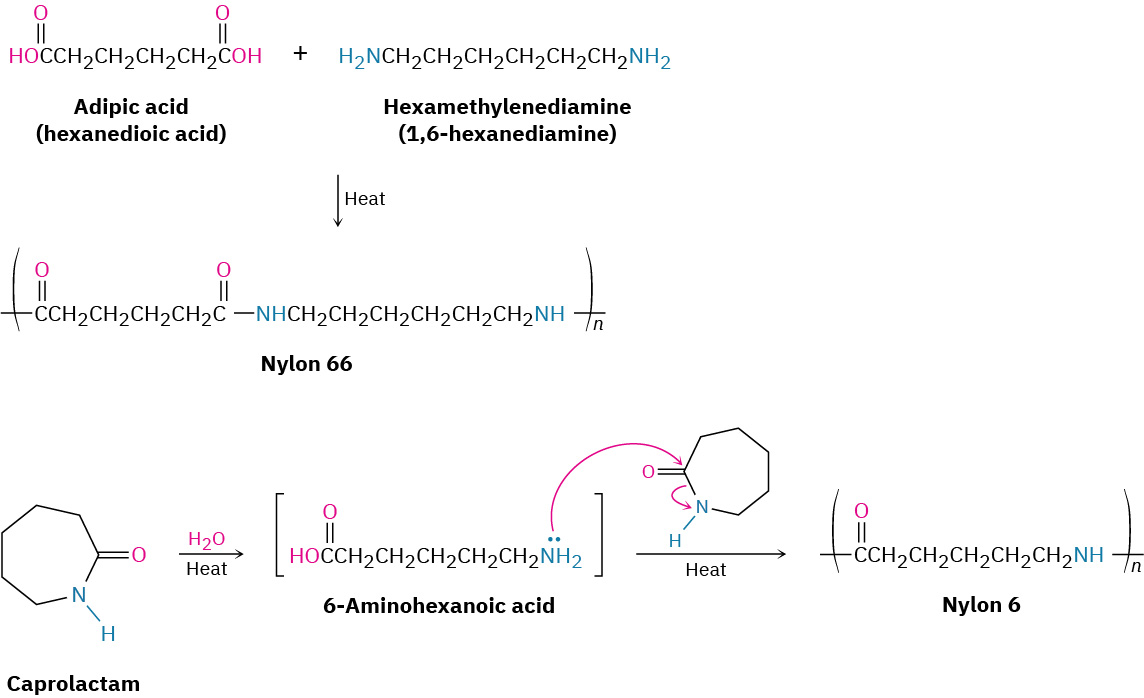 O O
HOCCH₂CH₂CH₂CH₂COH + H₂NCH₂CH₂CH₂CH₂CH₂CH₂NH₂
Adipic acid Hexamethylenediamine
(hexanedioic acid) (1,6-hexanediamine)
Heat
O O
CCH₂CH₂CH₂CH₂C—NHCH₂CH₂CH₂CH₂CH₂CH₂NH n
Nylon 66
O N H
O N H
H₂O
Heat
O
HOCCH₂CH₂CH₂CH₂CH₂NH₂
6-Aminohexanoic acid
Heat
O
CCH₂CH₂CH₂CH₂CH₂NH n
Nylon 6
Caprolactam